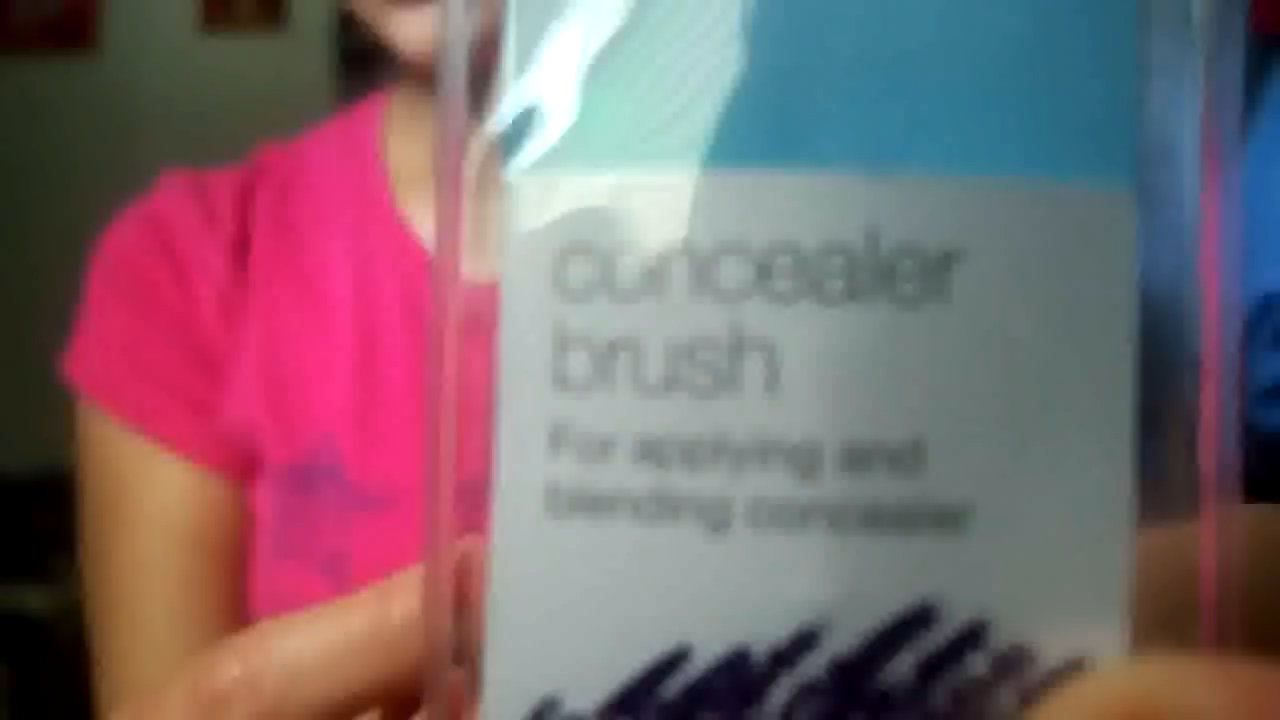 concealer
brush
For applying and
blending concealer